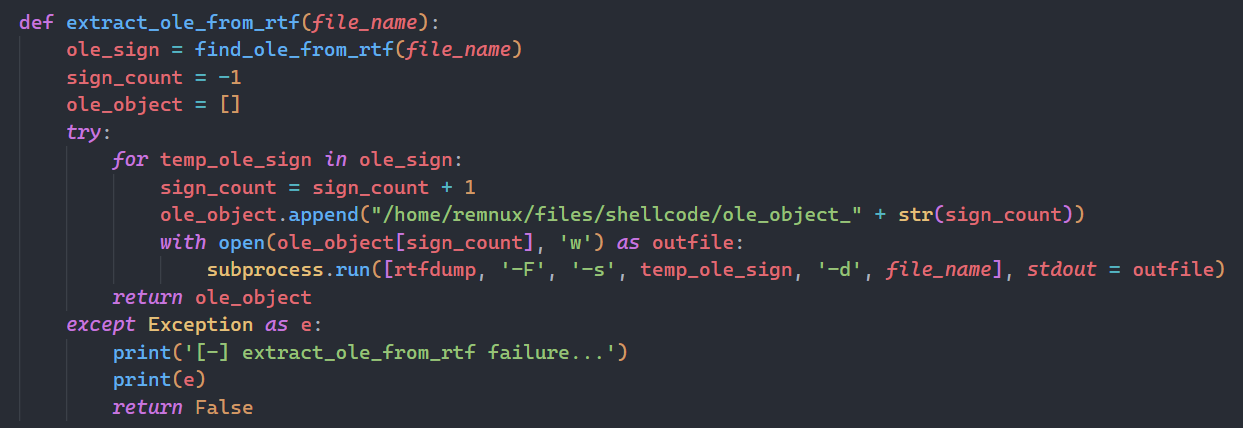 def extract_ole_from_rtf(file_name):
    ole_sign = find_ole_from_rtf(file_name)
    sign_count = -1
    ole_object = []
    try:
        for temp_ole_sign in ole_sign:
            sign_count = sign_count + 1
            ole_object.append("/home/remnux/files/shellcode/ole_object_" + str(sign_count))
            with open(ole_object[sign_count], 'w') as outfile:
                subprocess.run([rtfdump, '-F', '-s', temp_ole_sign, '-d', file_name], stdout = outfile)
        return ole_object
    except Exception as e:
        print('[-] extract_ole_from_rtf failure...')
        print(e)
        return False